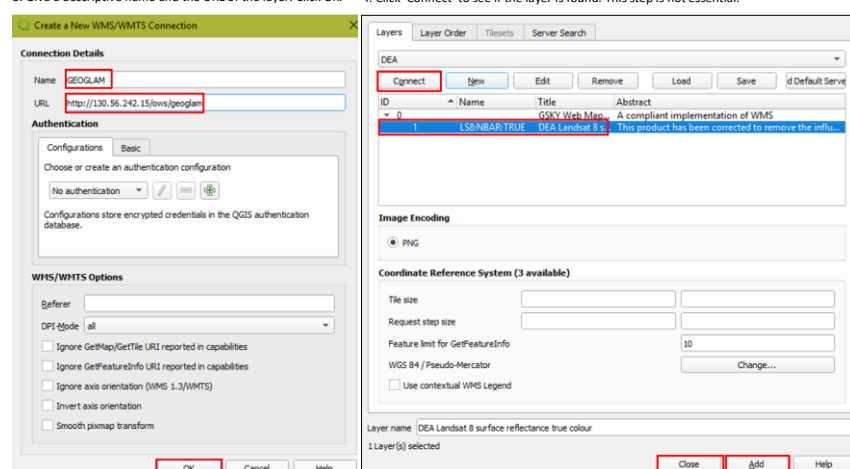 Create a New WMS/WMTS Connection
Connection Details
Name GEOGLAM
URL http://130.56.242.15/ows/geoglam
Authentication
Configurations Basic
Choose or create an authentication configuration
No authentication
Configurations store encrypted credentials in the QGIS authentication
database.
WMS/WMTS Options
Referer
DPI-Mode all
Ignore GetMap/GetTile URI reported in capabilities
Ignore GetFeatureInfo URI reported in capabilities
Ignore axis orientation (WMS 1.3/WMTS)
Invert axis orientation
Smooth pixmap transform
OK Cancel Help
Layers Layer Order Tilesets Server Search
DEA
Connect New Edit Remove Load Save d Default Serve
ID Name Title Abstract
0 GSKY Web Map... A compliant implementation of WMS
1 LS8:NBAR:TRUE DEA Landsat 8 s... This product has been corrected to remove the influ...
Image Encoding
PNG
Coordinate Reference System (3 available)
Tile size
Request step size
Feature limit for GetFeatureInfo 10
WGS 84 / Pseudo-Mercator Change...
Use contextual WMS Legend
Layer name DEA Landsat 8 surface reflectance true colour
1 Layer(s) selected
Close Add Help